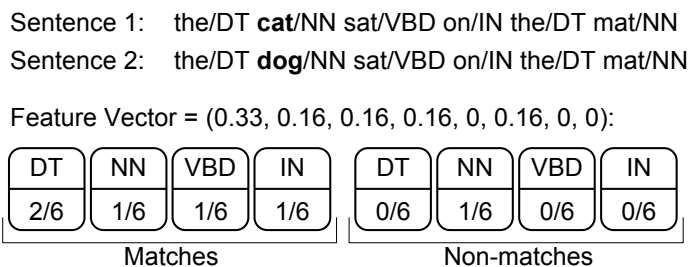 Sentence 1: the/DT cat/NN sat/VBD on/IN the/DT mat/NN
Sentence 2: the/DT dog/NN sat/VBD on/IN the/DT mat/NN
Feature Vector = (0.33, 0.16, 0.16, 0.16, 0, 0.16, 0, 0):
DT NN VBD IN DT NN VBD IN
2/6 1/6 1/6 1/6 0/6 1/6 0/6 0/6
Matches Non-matches